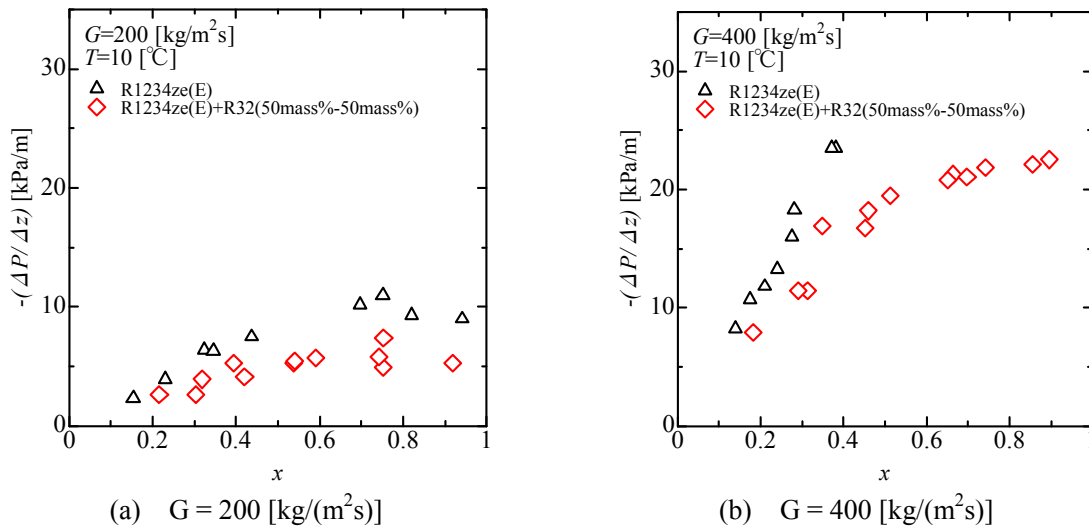 G=200 [kg/m²s]
T=10 [℃]
R1234ze(E)
R1234ze(E)+R32(50mass%-50mass%)
30
20
10
0
-(ΔP/Δz) [kPa/m]
0 0.2 0.4 0.6 0.8 1
x
(a) G = 200 [kg/(m²s)]
G=400 [kg/m²s]
T=10 [℃]
R1234ze(E)
R1234ze(E)+R32(50mass%-50mass%)
30
20
10
0
-(ΔP/Δz) [kPa/m]
0 0.2 0.4 0.6 0.8 1
x
(b) G = 400 [kg/(m²s)]